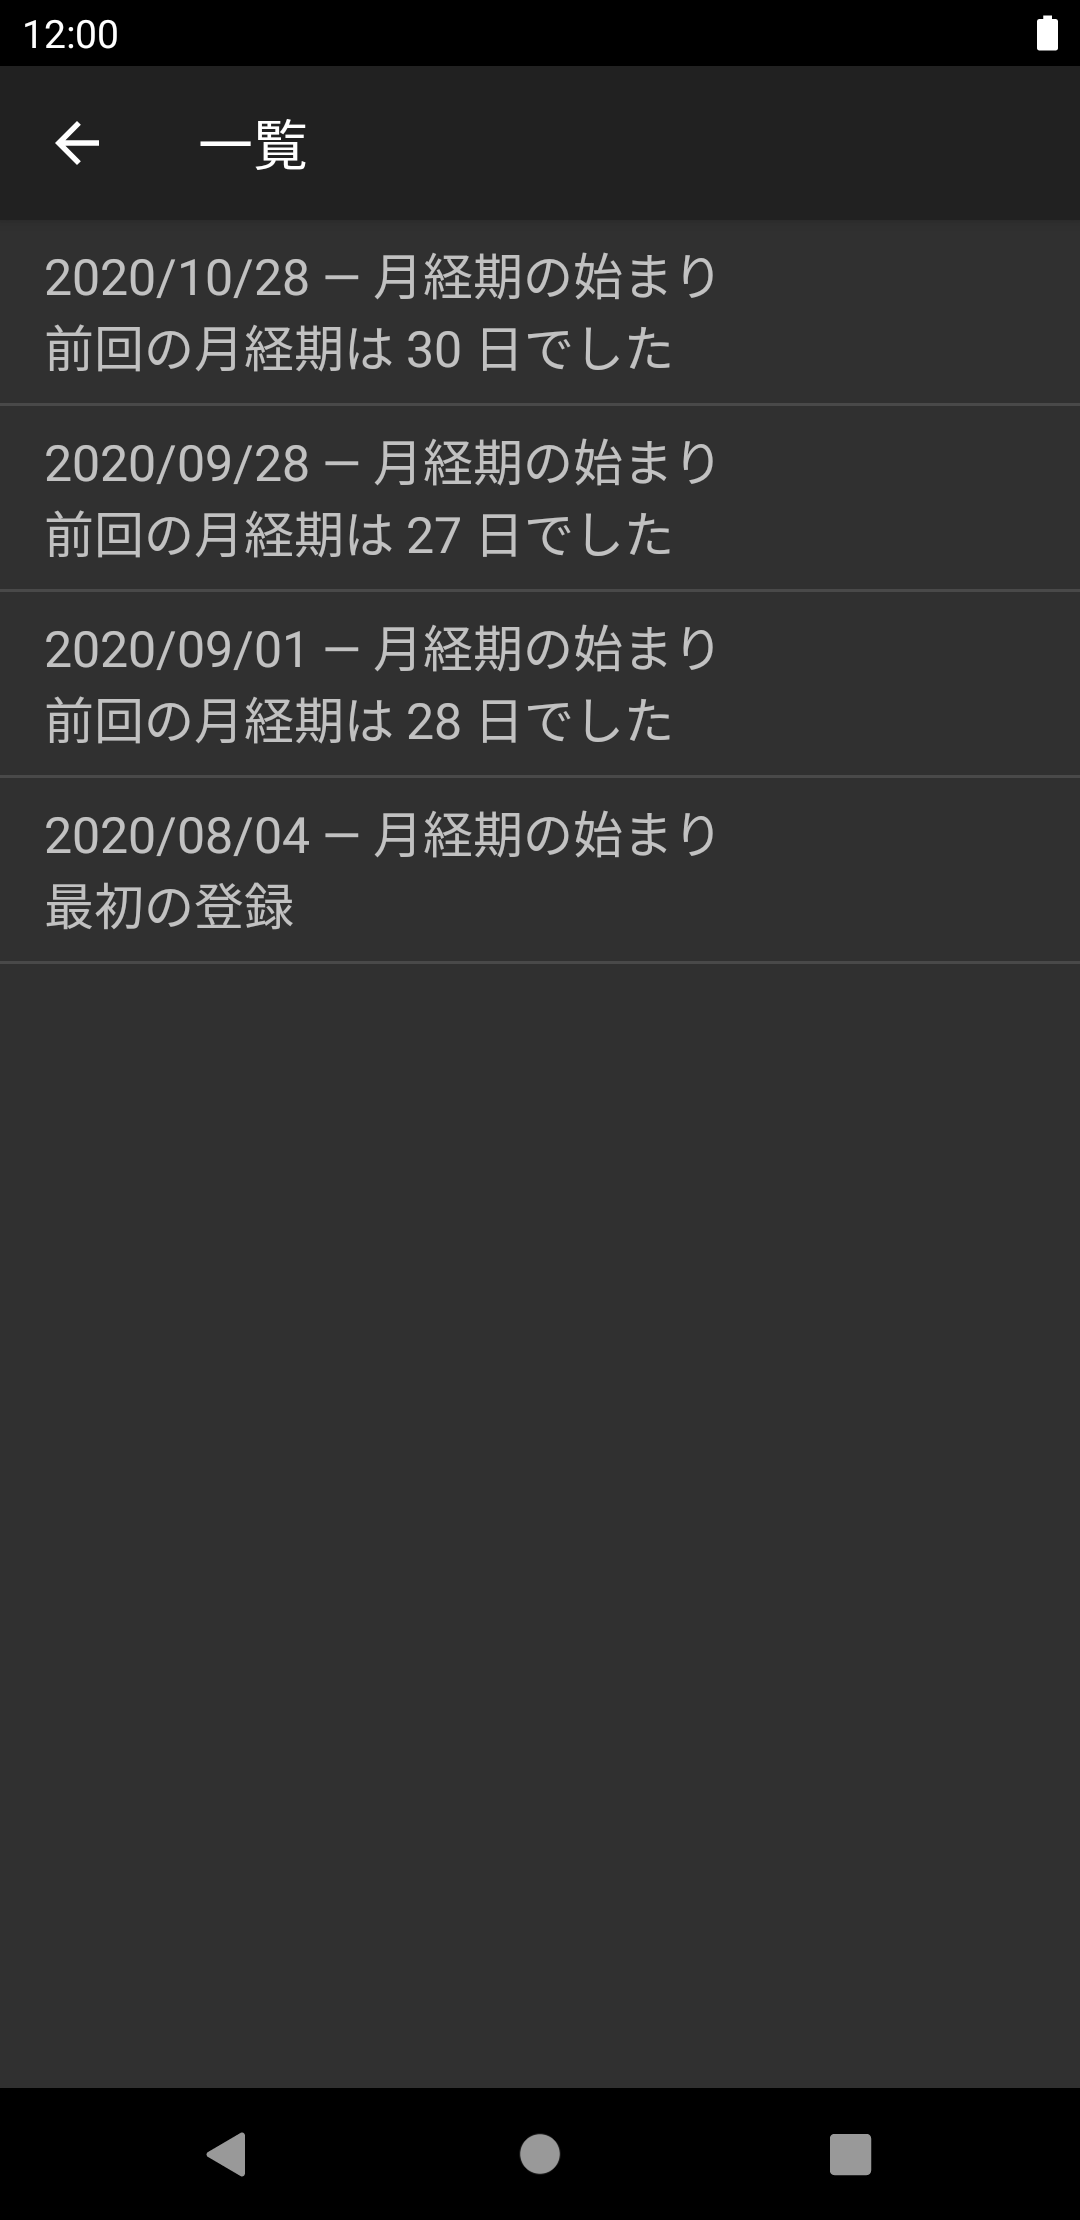 12:00
一覧
2020/10/28 – 月経期の始まり
前回の月経期は 30 日でした
2020/09/28 – 月経期の始まり
前回の月経期は 27 日でした
2020/09/01 – 月経期の始まり
前回の月経期は 28 日でした
2020/08/04 – 月経期の始まり
最初の登録